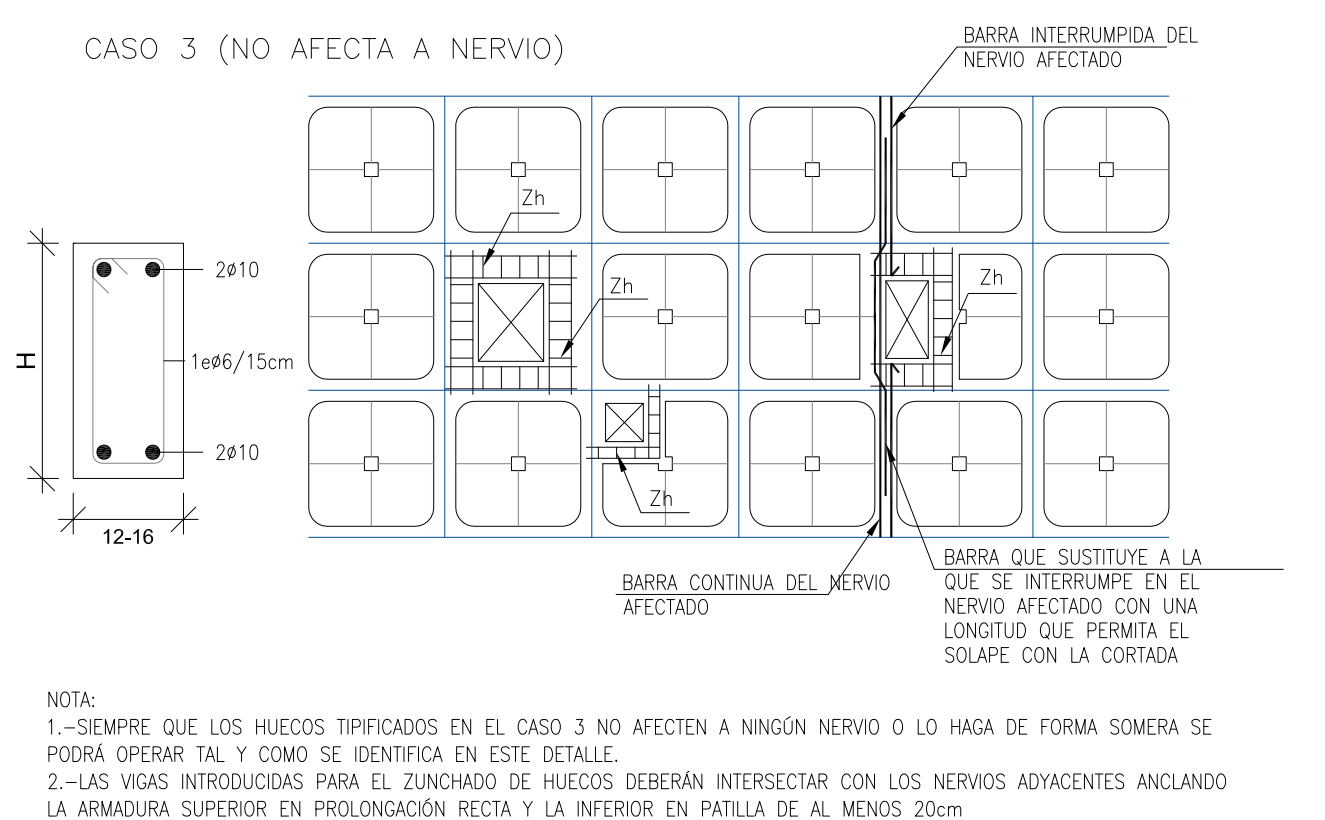 CASO 3 (NO AFECTA A NERVIO)
BARRA INTERRUMPIDA DEL
NERVIO AFECTADO
Zh
Zh
Zh
Zh
2ø10
1eø6/15cm
2ø10
H
12-16
BARRA CONTINUA DEL NERVIO
AFECTADO
BARRA QUE SUSTITUYE A LA
QUE SE INTERRUMPE EN EL
NERVIO AFECTADO CON UNA
LONGITUD QUE PERMITA EL
SOLAPE CON LA CORTADA
NOTA:
1.-SIEMPRE QUE LOS HUECOS TIPIFICADOS EN EL CASO 3 NO AFECTEN A NINGÚN NERVIO O LO HAGA DE FORMA SOMERA SE
PODRÁ OPERAR TAL Y COMO SE IDENTIFICA EN ESTE DETALLE.
2.-LAS VIGAS INTRODUCIDAS PARA EL ZUNCHADO DE HUECOS DEBERÁN INTERSECTAR CON LOS NERVIOS ADYACENTES ANCLANDO
LA ARMADURA SUPERIOR EN PROLONGACIÓN RECTA Y LA INFERIOR EN PATILLA DE AL MENOS 20cm